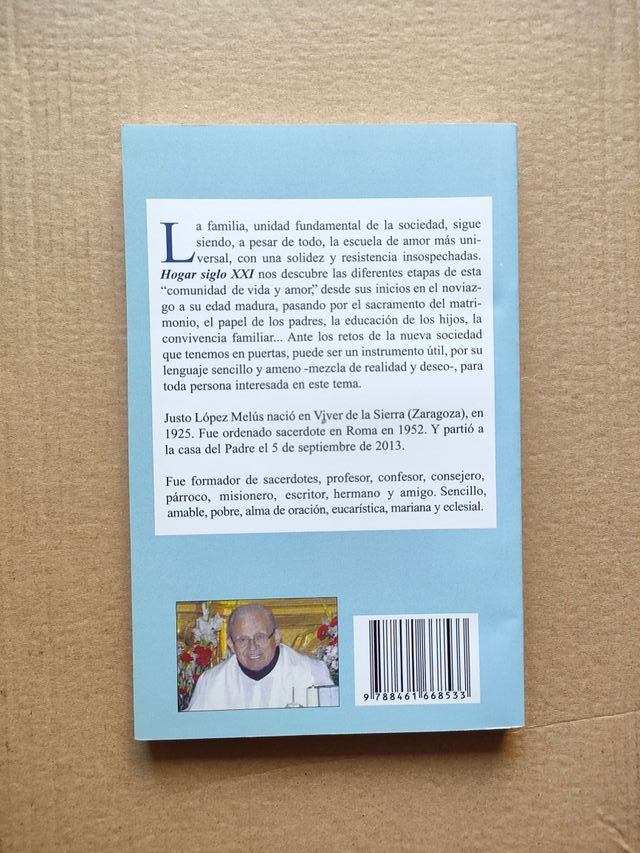 La familia, unidad fundamental de la sociedad, sigue
siendo, a pesar de todo, la escuela de amor más uni-
versal, con una solidez y resistencia insospechadas.
Hogar siglo XXI nos descubre las diferentes etapas de esta
“comunidad de vida y amor,” desde sus inicios en el noviaz-
go a su edad madura, pasando por el sacramento del matri-
monio, el papel de los padres, la educación de los hijos, la
convivencia familiar... Ante los retos de la nueva sociedad
que tenemos en puertas, puede ser un instrumento útil, por su
lenguaje sencillo y ameno -mezcla de realidad y deseo-, para
toda persona interesada en este tema.
Justo López Melús nació en Viver de la Sierra (Zaragoza), en
1925. Fue ordenado sacerdote en Roma en 1952. Y partió a
la casa del Padre el 5 de septiembre de 2013.
Fue formador de sacerdotes, profesor, confesor, consejero,
párroco, misionero, escritor, hermano y amigo. Sencillo,
amable, pobre, alma de oración, eucarística, mariana y eclesial.
9 788461 668533